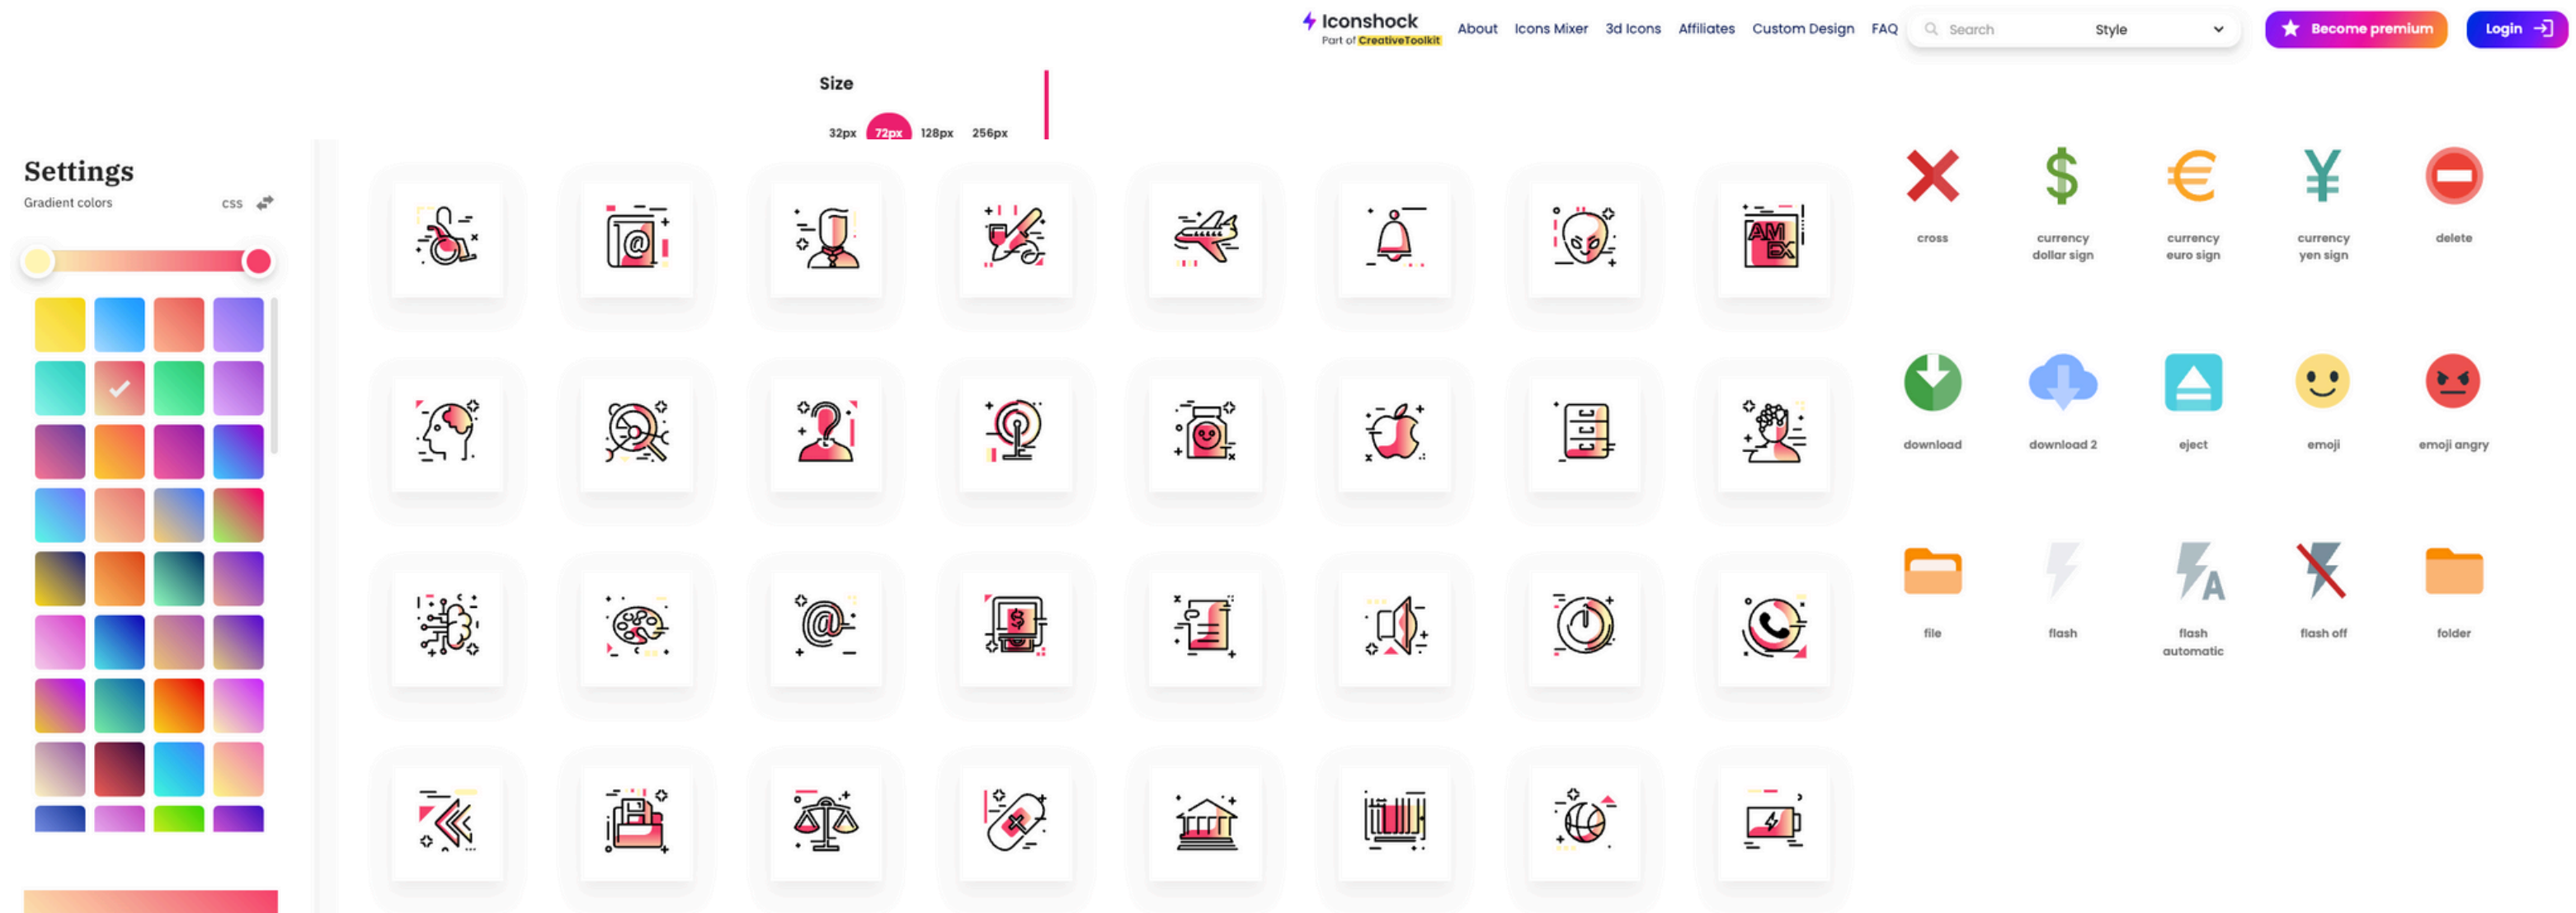 Iconshock
Part of CreativeToolkit
About
Icons Mixer
3d Icons
Affiliates
Custom Design
FAQ
Search
Style
Become premium
Login
Size
32px
72px
128px
256px
Settings
Gradient colors
CSS
AM
EX
cross
currency
dollar sign
currency
euro sign
currency
yen sign
delete
download
download 2
eject
emoji
emoji angry
file
flash
flash
automatic
flash off
folder